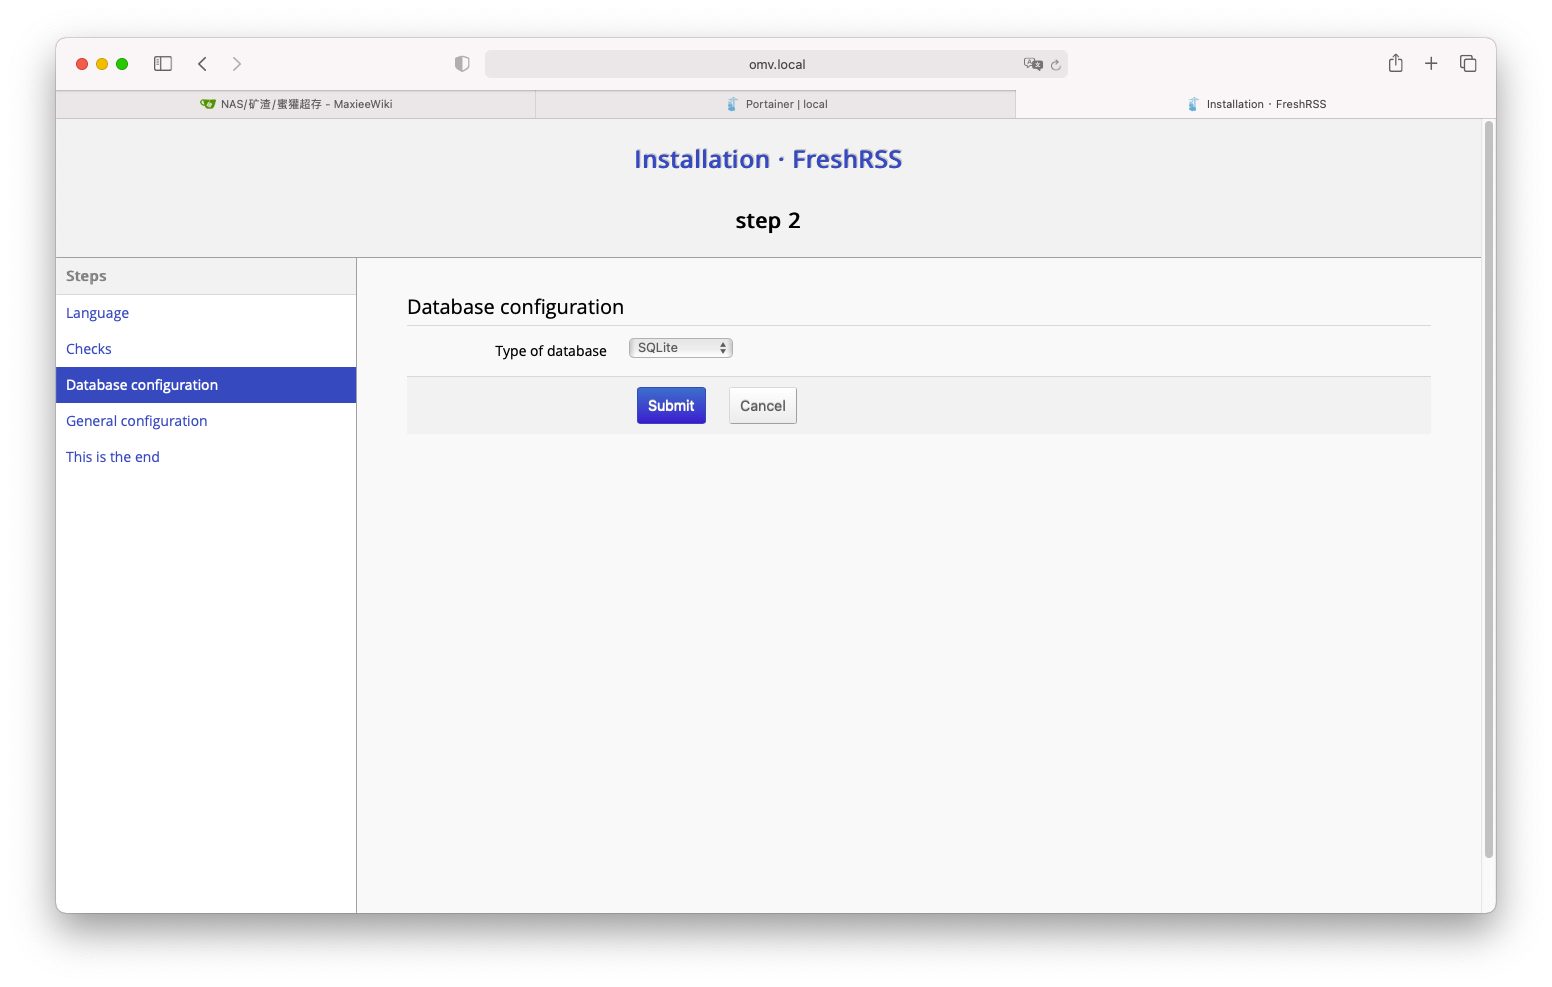 omv.local
NAS/矿渣/蜜獾超存 - MaxieeWiki
Portainer | local
Installation · FreshRSS
Installation · FreshRSS
step 2
Steps
Language
Checks
Database configuration
General configuration
This is the end
Database configuration
Type of database
SQLite
Submit
Cancel